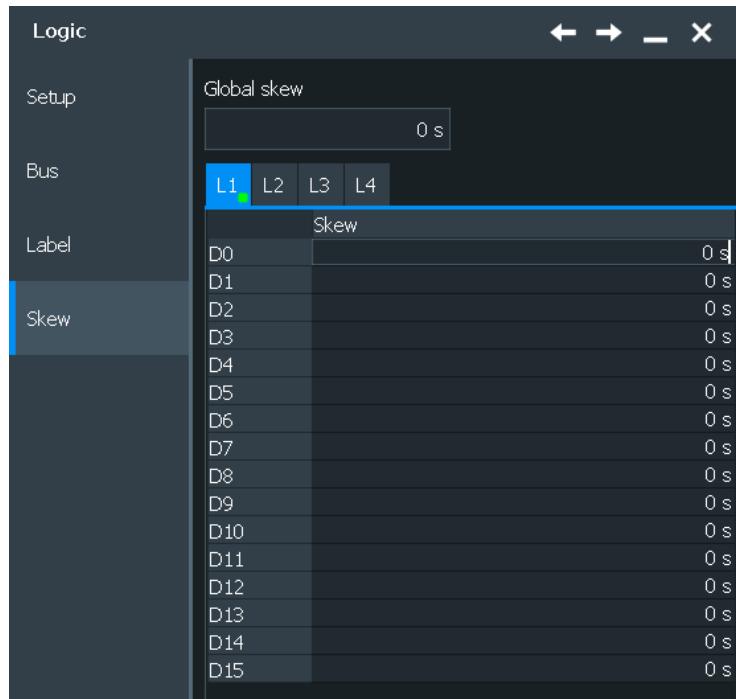 Logic
Setup
Bus
Label
Skew
Global skew
0 s
L1 L2 L3 L4
Skew
D0 0 s
D1 0 s
D2 0 s
D3 0 s
D4 0 s
D5 0 s
D6 0 s
D7 0 s
D8 0 s
D9 0 s
D10 0 s
D11 0 s
D12 0 s
D13 0 s
D14 0 s
D15 0 s